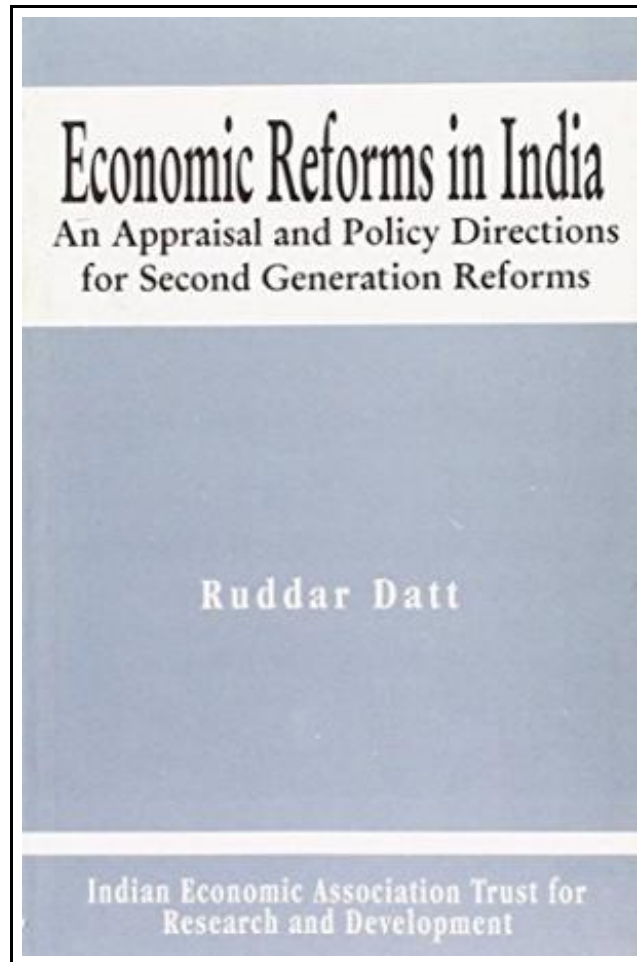 Economic Reforms in India
An Appraisal and Policy Directions
for Second Generation Reforms
Ruddar Datt
Indian Economic Association Trust for
Research and Development